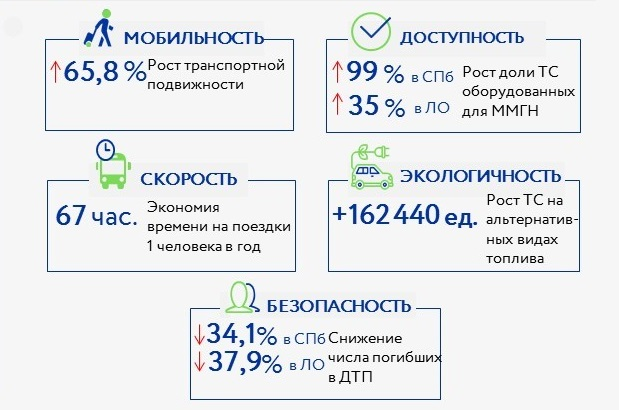 МОБИЛЬНОСТЬ
65,8 % Рост транспортной
подвижности
ДОСТУПНОСТЬ
99 % в СПб
35 % в ЛО
Рост доли ТС
оборудованных
для ММГН
СКОРОСТЬ
67 час.
Экономия
времени на поездки
1 человека в год
ЭКОЛОГИЧНОСТЬ
+162 440 ед.
Рост ТС на
альтернатив-
ных видах
топлива
БЕЗОПАСНОСТЬ
34,1% в СПб
37,9% в ЛО
Снижение
числа погибших
в ДТП